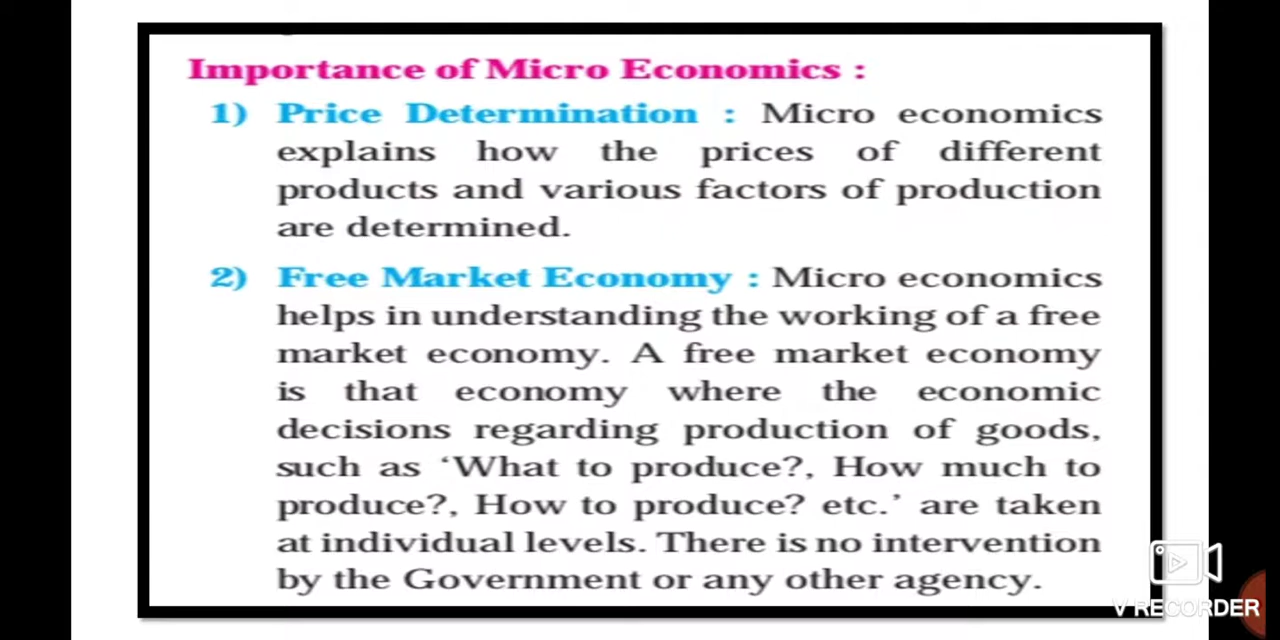 Importance of Micro Economics :
1) Price Determination : Micro economics
explains how the prices of different
products and various factors of production
are determined.
2) Free Market Economy : Micro economics
helps in understanding the working of a free
market economy. A free market economy
is that economy where the economic
decisions regarding production of goods,
such as ‘What to produce?, How much to
produce?, How to produce? etc.’ are taken
at individual levels. There is no intervention
by the Government or any other agency.
V RECORDER